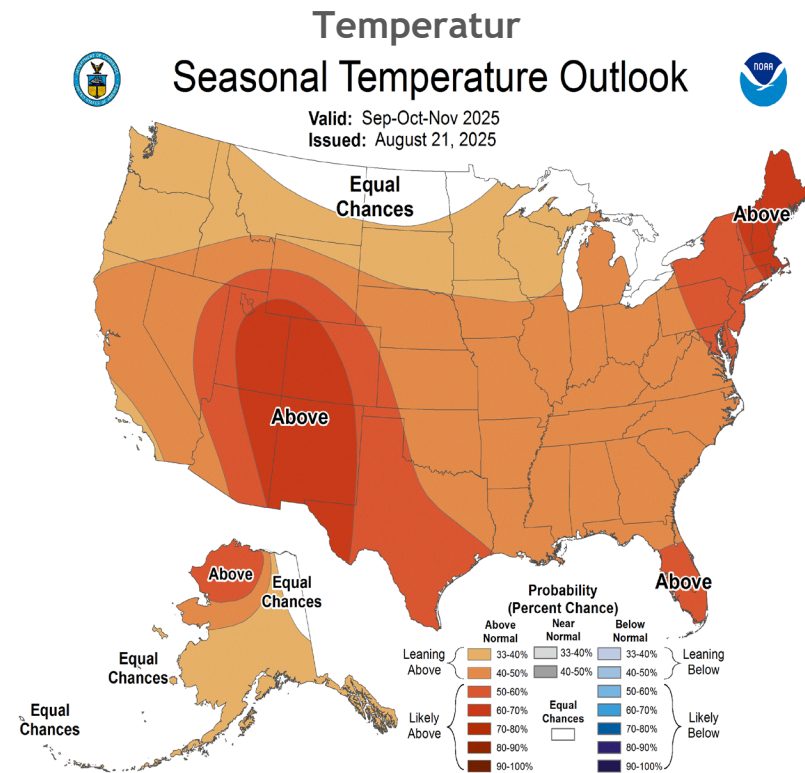 Temperatur
Seasonal Temperature Outlook
NOAA
Valid: Sep-Oct-Nov 2025
Issued: August 21, 2025
Equal
Chances
Above
Above
Above
Above
Equal
Chances
Equal
Chances
Equal
Chances
Probability
(Percent Chance)
Above
Normal
Near
Normal
Below
Normal
Leaning
Above
33-40%
40-50%
33-40%
40-50%
33-40%
40-50%
Leaning
Below
Likely
Above
50-60%
60-70%
70-80%
80-90%
90-100%
Equal
Chances
50-60%
60-70%
70-80%
80-90%
90-100%
Likely
Below